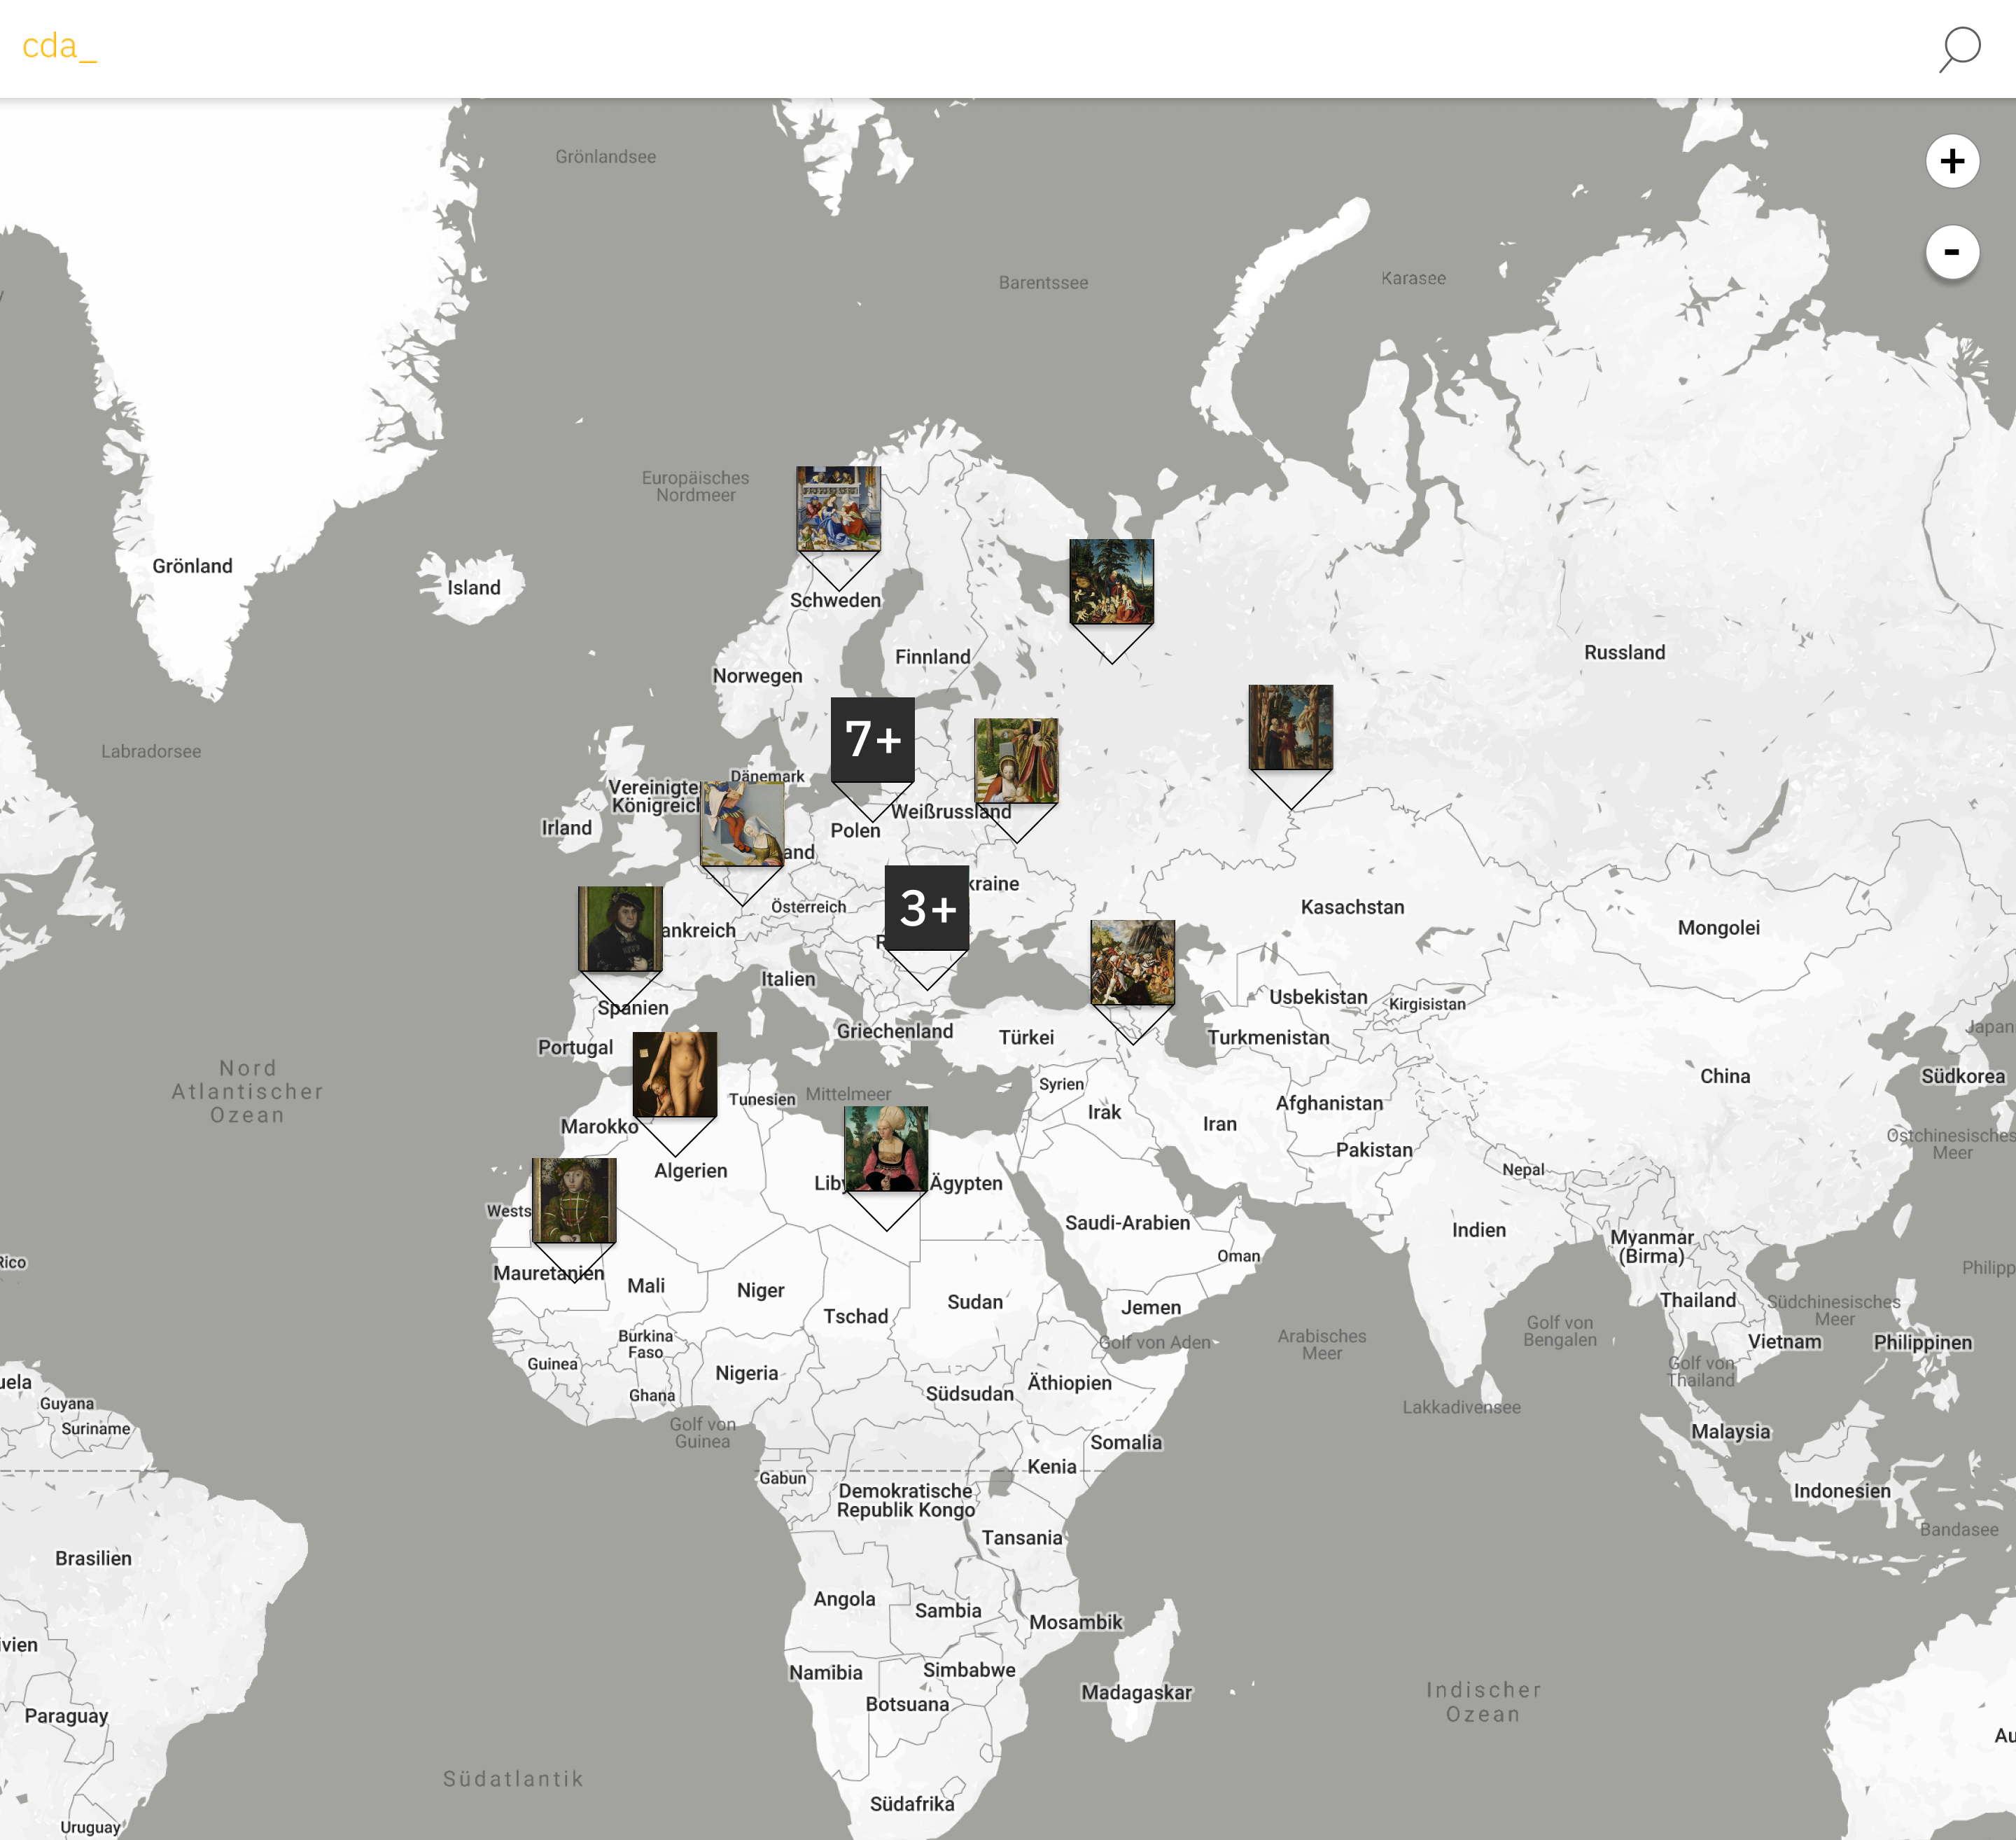 cda_
+
-
Grönlandsee
Barentssee
Karasee
Europäisches
Nordmeer
Grönland
Island
Schweden
Russland
Finnland
Norwegen
7+
Labradorsee
Dänemark
Vereinigte
Königreich
Weißrussland
Irland
Polen
and
kraine
3+
Österreich
Kasachstan
ankreich
Mongolei
R
Italien
Usbekistan
Kirgisistan
Spanien
Griechenland
Türkei
Turkmenistan
Japan
Portugal
Nord
Atlantischer
Ozean
China
Südkorea
Syrien
Mittelmeer
Tunesien
Afghanistan
Irak
Iran
Marokko
Ostchinesisches
Meer
Pakistan
Algerien
Nepal
Liby
Ägypten
Wests
Saudi-Arabien
Indien
Myanmar
(Birma)
Oman
Rico
Philipp
Mauretanien
Mali
Niger
Sudan
Thailand
Südchinesisches
Meer
Jemen
Tschad
Golf von
Bengalen
Burkina
Faso
Golf von Aden
Arabisches
Meer
Vietnam
Philippinen
Guinea
Nigeria
Golf von
Thailand
uela
Äthiopien
Südsudan
Ghana
Guyana
Lakkadivensee
Suriname
Golf von
Guinea
Malaysia
Somalia
Kenia
Gabun
Demokratische
Republik Kongo
Indonesien
Bandasee
Tansania
Brasilien
Angola
Sambia
Mosambik
ivien
Namibia
Simbabwe
Madagaskar
Indischer
Ozean
Botsuana
Paraguay
Au
Südatlantik
Südafrika
Uruguay